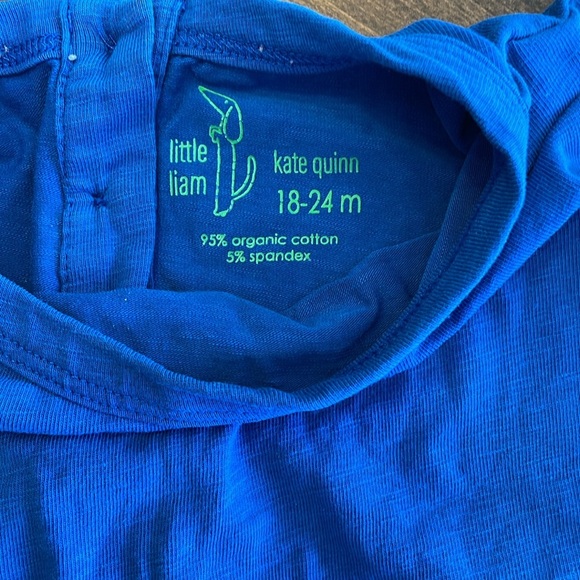 little
liam
kate quinn
18-24 m
95% organic cotton
5% spandex